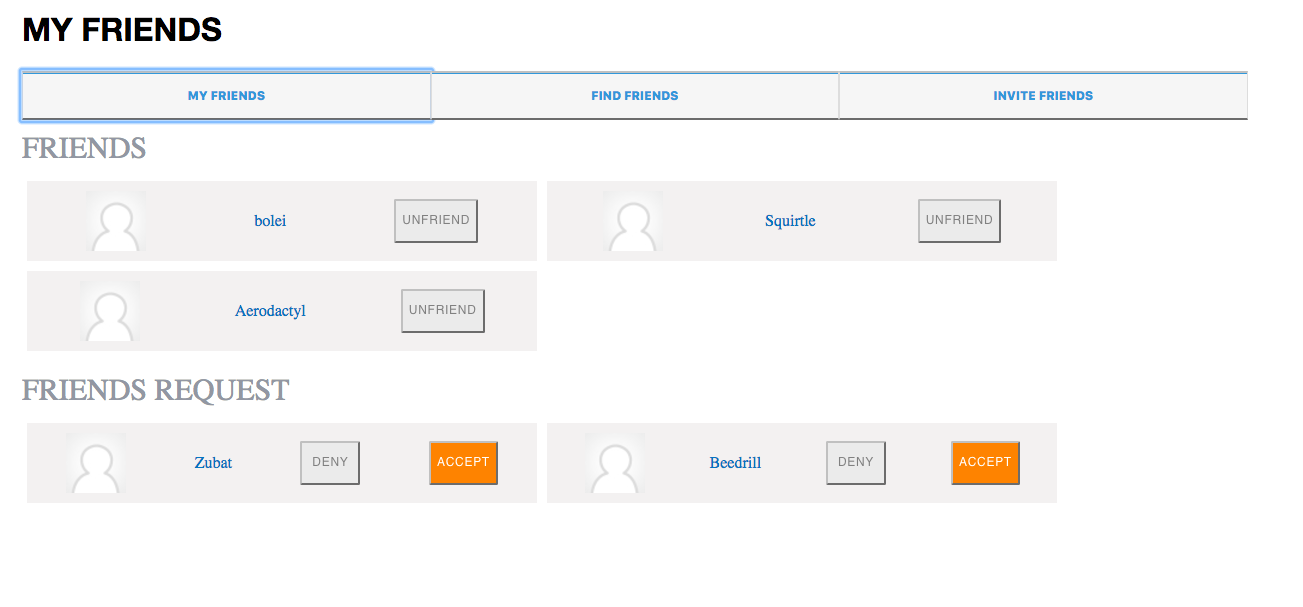 MY FRIENDS
MY FRIENDS FIND FRIENDS INVITE FRIENDS
FRIENDS
bolei UNFRIEND Squirtle UNFRIEND
Aerodactyl UNFRIEND
FRIENDS REQUEST
Zubat DENY ACCEPT Beedrill DENY ACCEPT